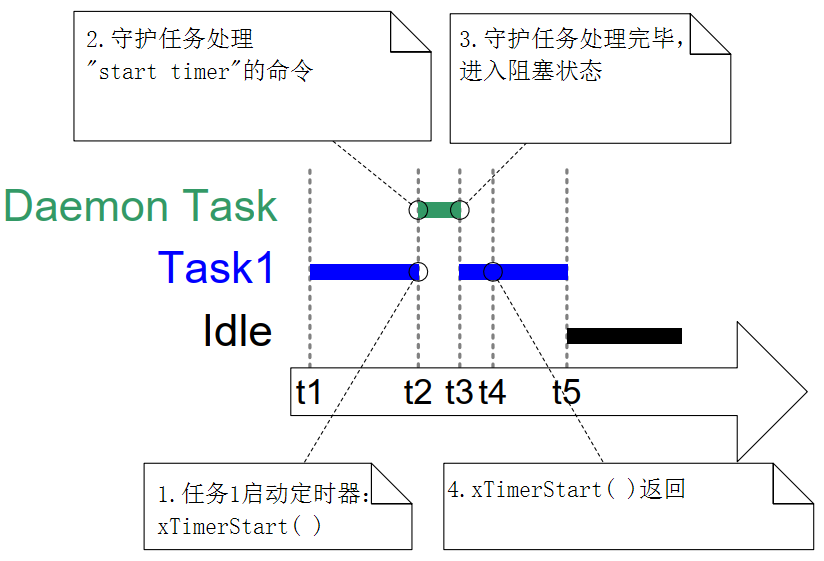 2.守护任务处理
"start timer"的命令
3.守护任务处理完毕，
进入阻塞状态
Daemon Task
Task1
Idle
t1 t2 t3 t4 t5
1.任务1启动定时器：
xTimerStart( )
4.xTimerStart( )返回